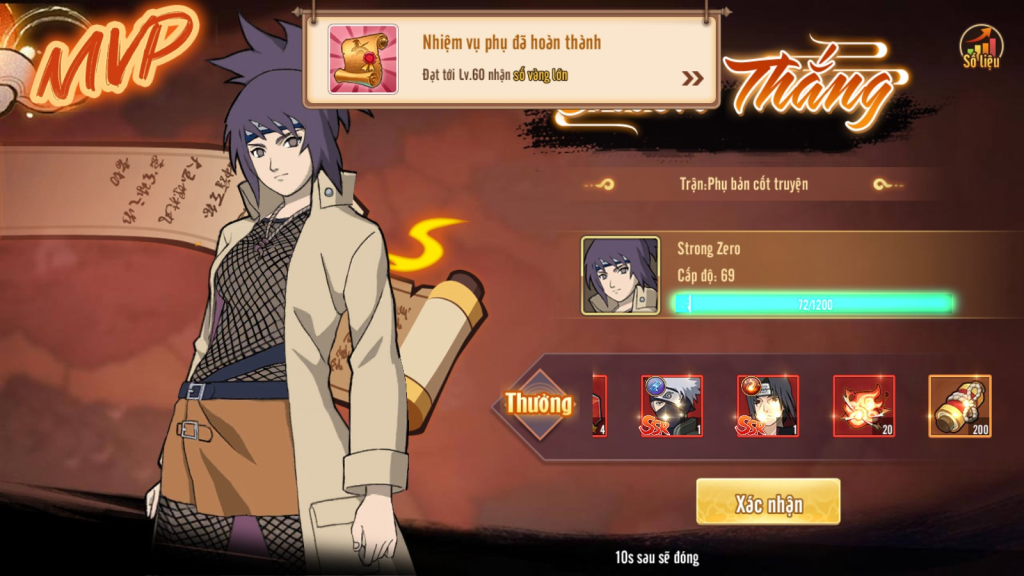 MVP
Nhiệm vụ phụ đã hoàn thành
Đạt tới Lv.60 nhận số vàng lớn
Thắng
Số liệu
Trận:Phụ bản cốt truyện
Strong Zero
Cấp độ: 69
72/1200
Thưởng
4
SSR 1
SSR 1
20
200
Xác nhận
10s sau sẽ đóng